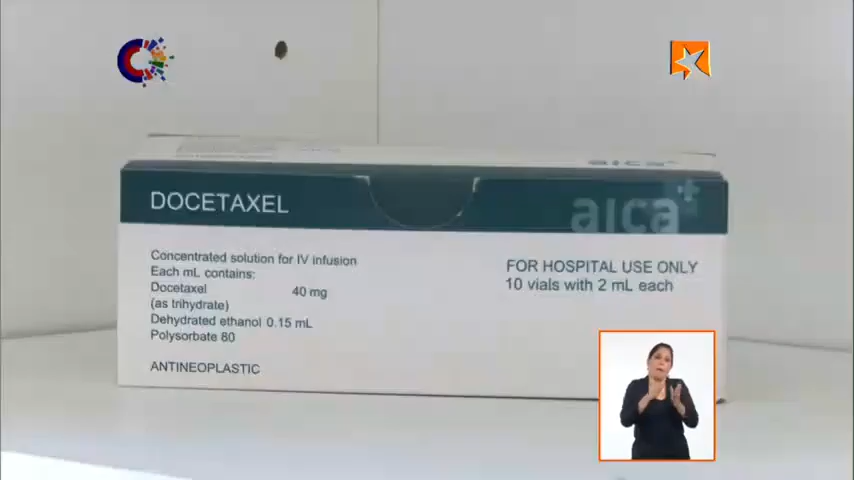 aica+
DOCETAXEL
aica+
Concentrated solution for IV infusion
Each mL contains:
Docetaxel 40 mg
(as trihydrate)
Dehydrated ethanol 0.15 mL
Polysorbate 80
ANTINEOPLASTIC
FOR HOSPITAL USE ONLY
10 vials with 2 mL each